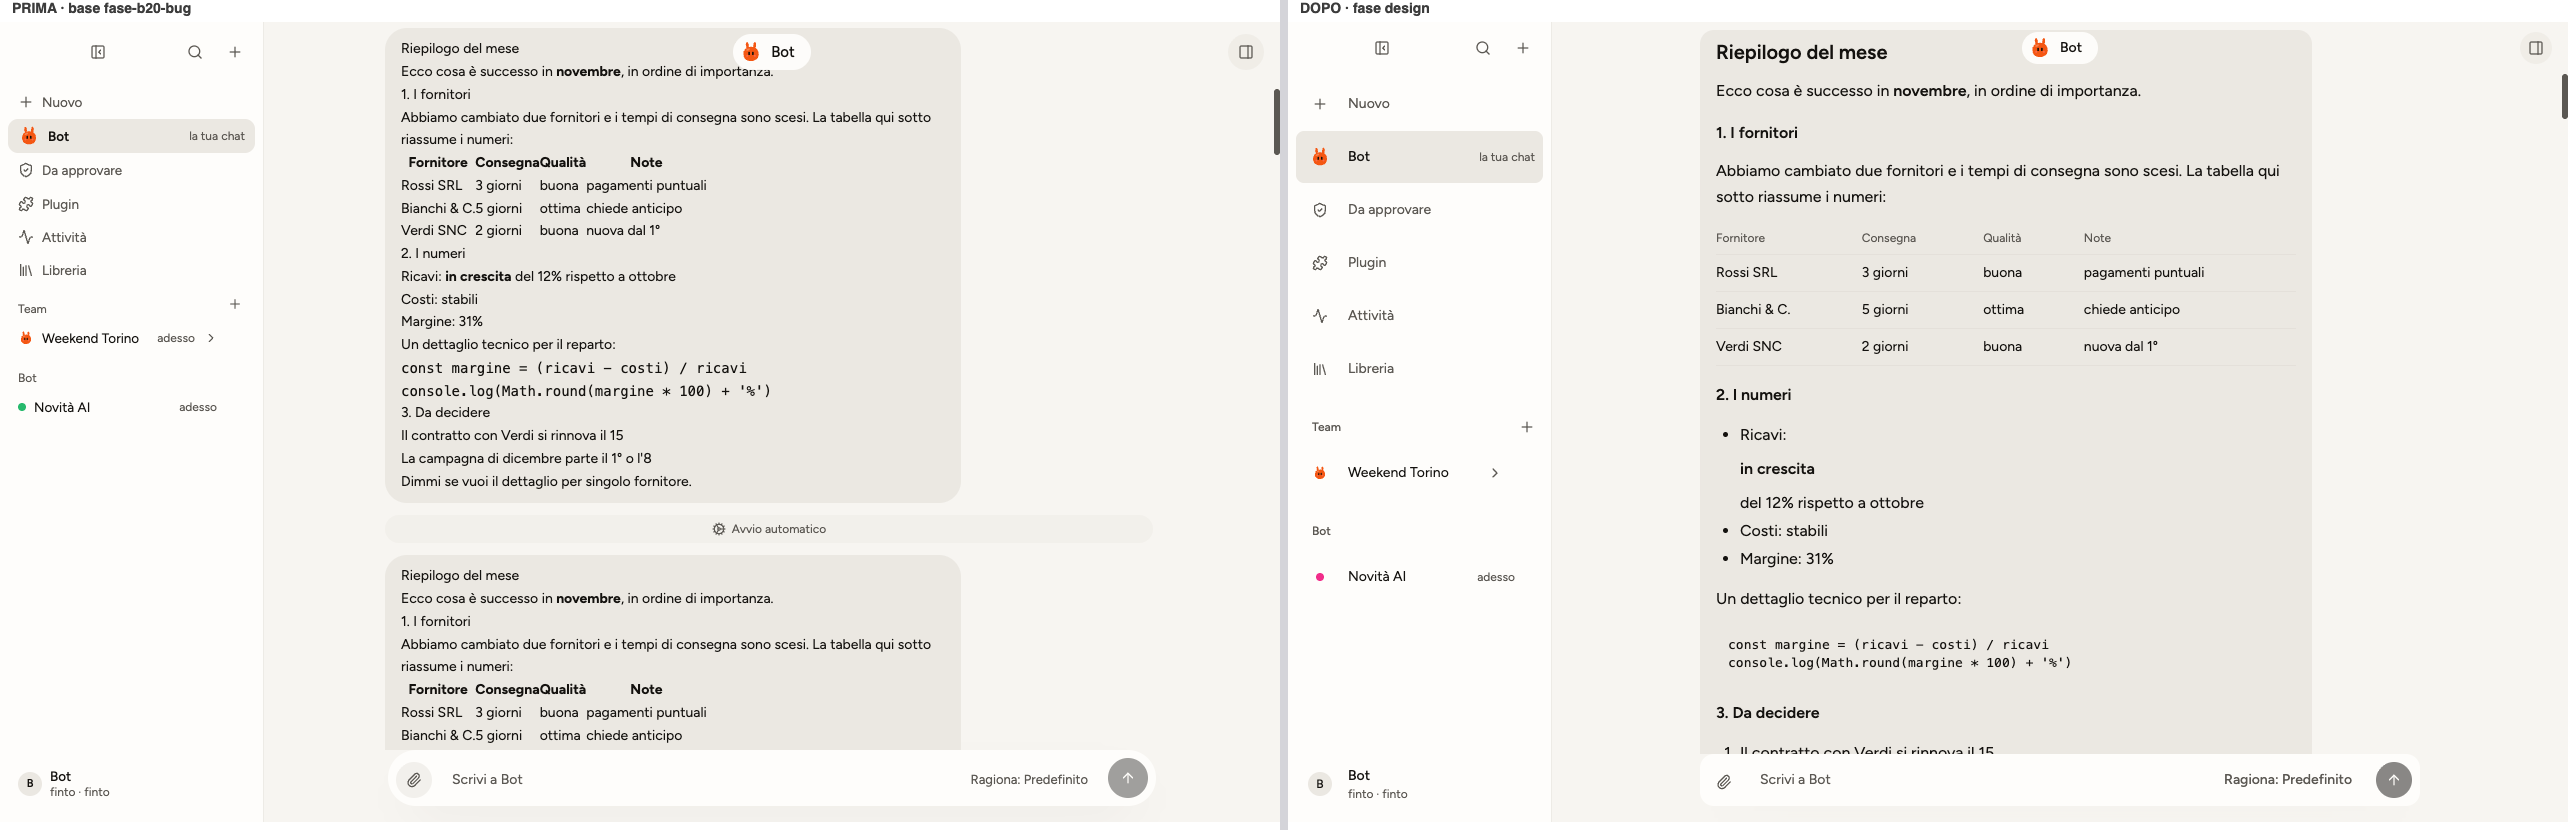 PRIMA · base fase-b20-bug
Nuovo
Bot la tua chat
Da approvare
Plugin
Attività
Libreria
Team
Weekend Torino adesso
Bot
Novità AI adesso
B
Bot
finto · finto
Bot
Riepilogo del mese
Ecco cosa è successo in novembre, in ordine di importanza.
1. I fornitori
Abbiamo cambiato due fornitori e i tempi di consegna sono scesi. La tabella qui sotto
riassume i numeri:
Fornitore Consegna Qualità Note
Rossi SRL 3 giorni buona pagamenti puntuali
Bianchi & C. 5 giorni ottima chiede anticipo
Verdi SNC 2 giorni buona nuova dal 1°
2. I numeri
Ricavi: in crescita del 12% rispetto a ottobre
Costi: stabili
Margine: 31%
Un dettaglio tecnico per il reparto:
const margine = (ricavi − costi) / ricavi
console.log(Math.round(margine * 100) + '%')
3. Da decidere
Il contratto con Verdi si rinnova il 15
La campagna di dicembre parte il 1° o l'8
Dimmi se vuoi il dettaglio per singolo fornitore.
Avvio automatico
Riepilogo del mese
Ecco cosa è successo in novembre, in ordine di importanza.
1. I fornitori
Abbiamo cambiato due fornitori e i tempi di consegna sono scesi. La tabella qui sotto
riassume i numeri:
Fornitore Consegna Qualità Note
Rossi SRL 3 giorni buona pagamenti puntuali
Bianchi & C. 5 giorni ottima chiede anticipo
Scrivi a Bot Ragiona: Predefinito
DOPO · fase design
Nuovo
Bot la tua chat
Da approvare
Plugin
Attività
Libreria
Team
Weekend Torino
Bot
Novità AI adesso
B
Bot
finto · finto
Bot
Riepilogo del mese
Ecco cosa è successo in novembre, in ordine di importanza.
1. I fornitori
Abbiamo cambiato due fornitori e i tempi di consegna sono scesi. La tabella qui
sotto riassume i numeri:
Fornitore Consegna Qualità Note
Rossi SRL 3 giorni buona pagamenti puntuali
Bianchi & C. 5 giorni ottima chiede anticipo
Verdi SNC 2 giorni buona nuova dal 1°
2. I numeri
• Ricavi:
in crescita
del 12% rispetto a ottobre
• Costi: stabili
• Margine: 31%
Un dettaglio tecnico per il reparto:
const margine = (ricavi − costi) / ricavi
console.log(Math.round(margine * 100) + '%')
3. Da decidere
1. Il contratto con Verdi si rinnova il 15
Scrivi a Bot Ragiona: Predefinito